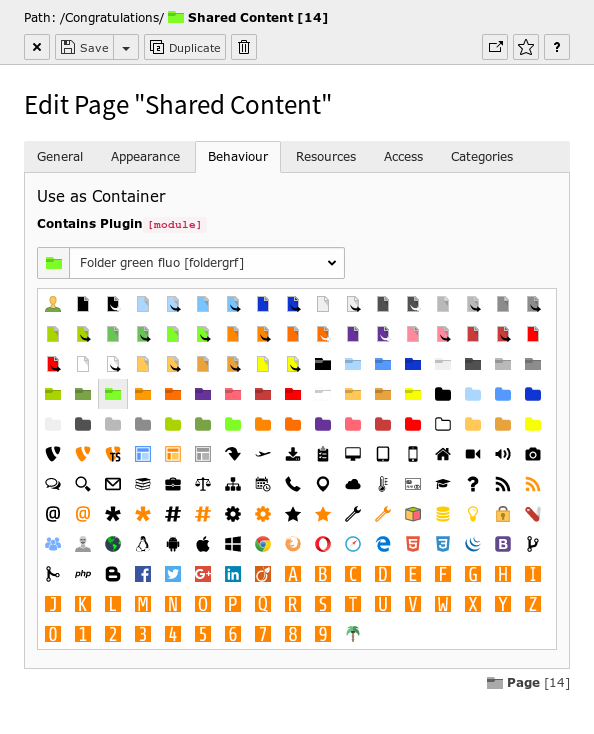 Path: /Congratulations/ Shared Content [14]
Save Duplicate ?
Edit Page "Shared Content"
General Appearance Behaviour Resources Access Categories
Use as Container
Contains Plugin [module]
Folder green fluo [foldergrf]
TS
?
@ @ * * # #
B
php B f G+ in A B C D E F G H I
J K L M N O P Q R S T U V W X Y Z
0 1 2 3 4 5 6 7 8 9
Page [14]